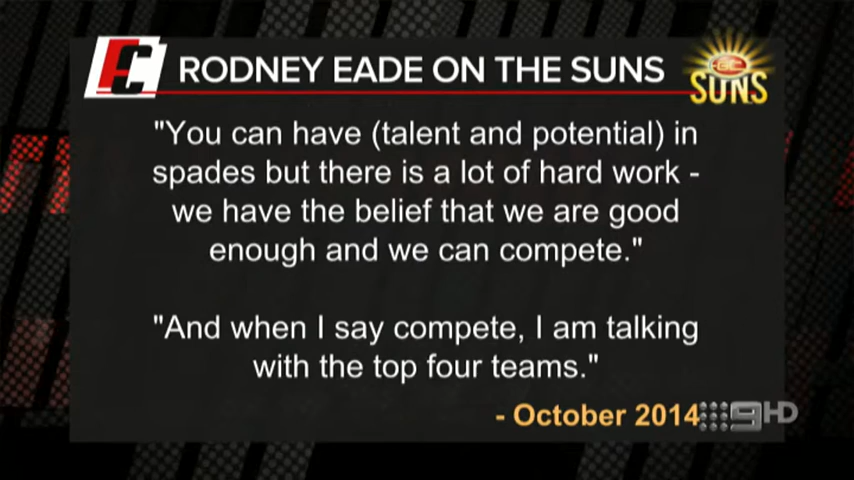 FC
RODNEY EADE ON THE SUNS
GC
SUNS
"You can have (talent and potential) in
spades but there is a lot of hard work -
we have the belief that we are good
enough and we can compete."
"And when I say compete, I am talking
with the top four teams."
- October 2014
9HD